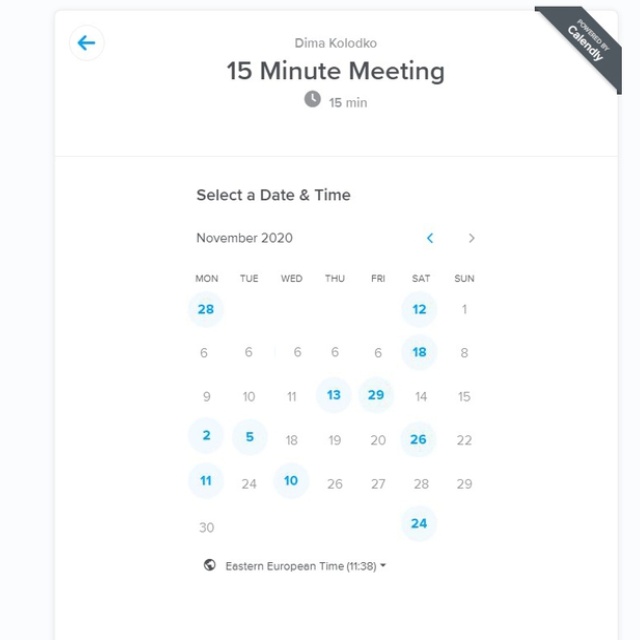 POWERED BY
Calendly
Dima Kolodko
15 Minute Meeting
15 min
Select a Date & Time
November 2020
MON TUE WED THU FRI SAT SUN
28 12 1
6 6 6 6 6 18 8
9 10 11 13 29 14 15
2 5 18 19 20 26 22
11 24 10 26 27 28 29
30 24
Eastern European Time (11:38)